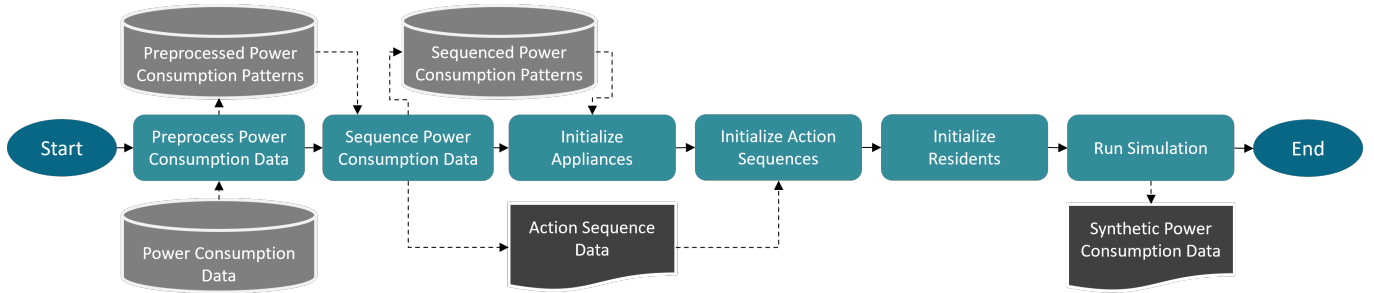 Preprocessed Power
Consumption Patterns
Sequenced Power
Consumption Patterns
Start
Preprocess Power
Consumption Data
Sequence Power
Consumption Data
Initialize
Appliances
Initialize Action
Sequences
Initialize
Residents
Run Simulation
End
Power Consumption
Data
Action Sequence
Data
Synthetic Power
Consumption Data